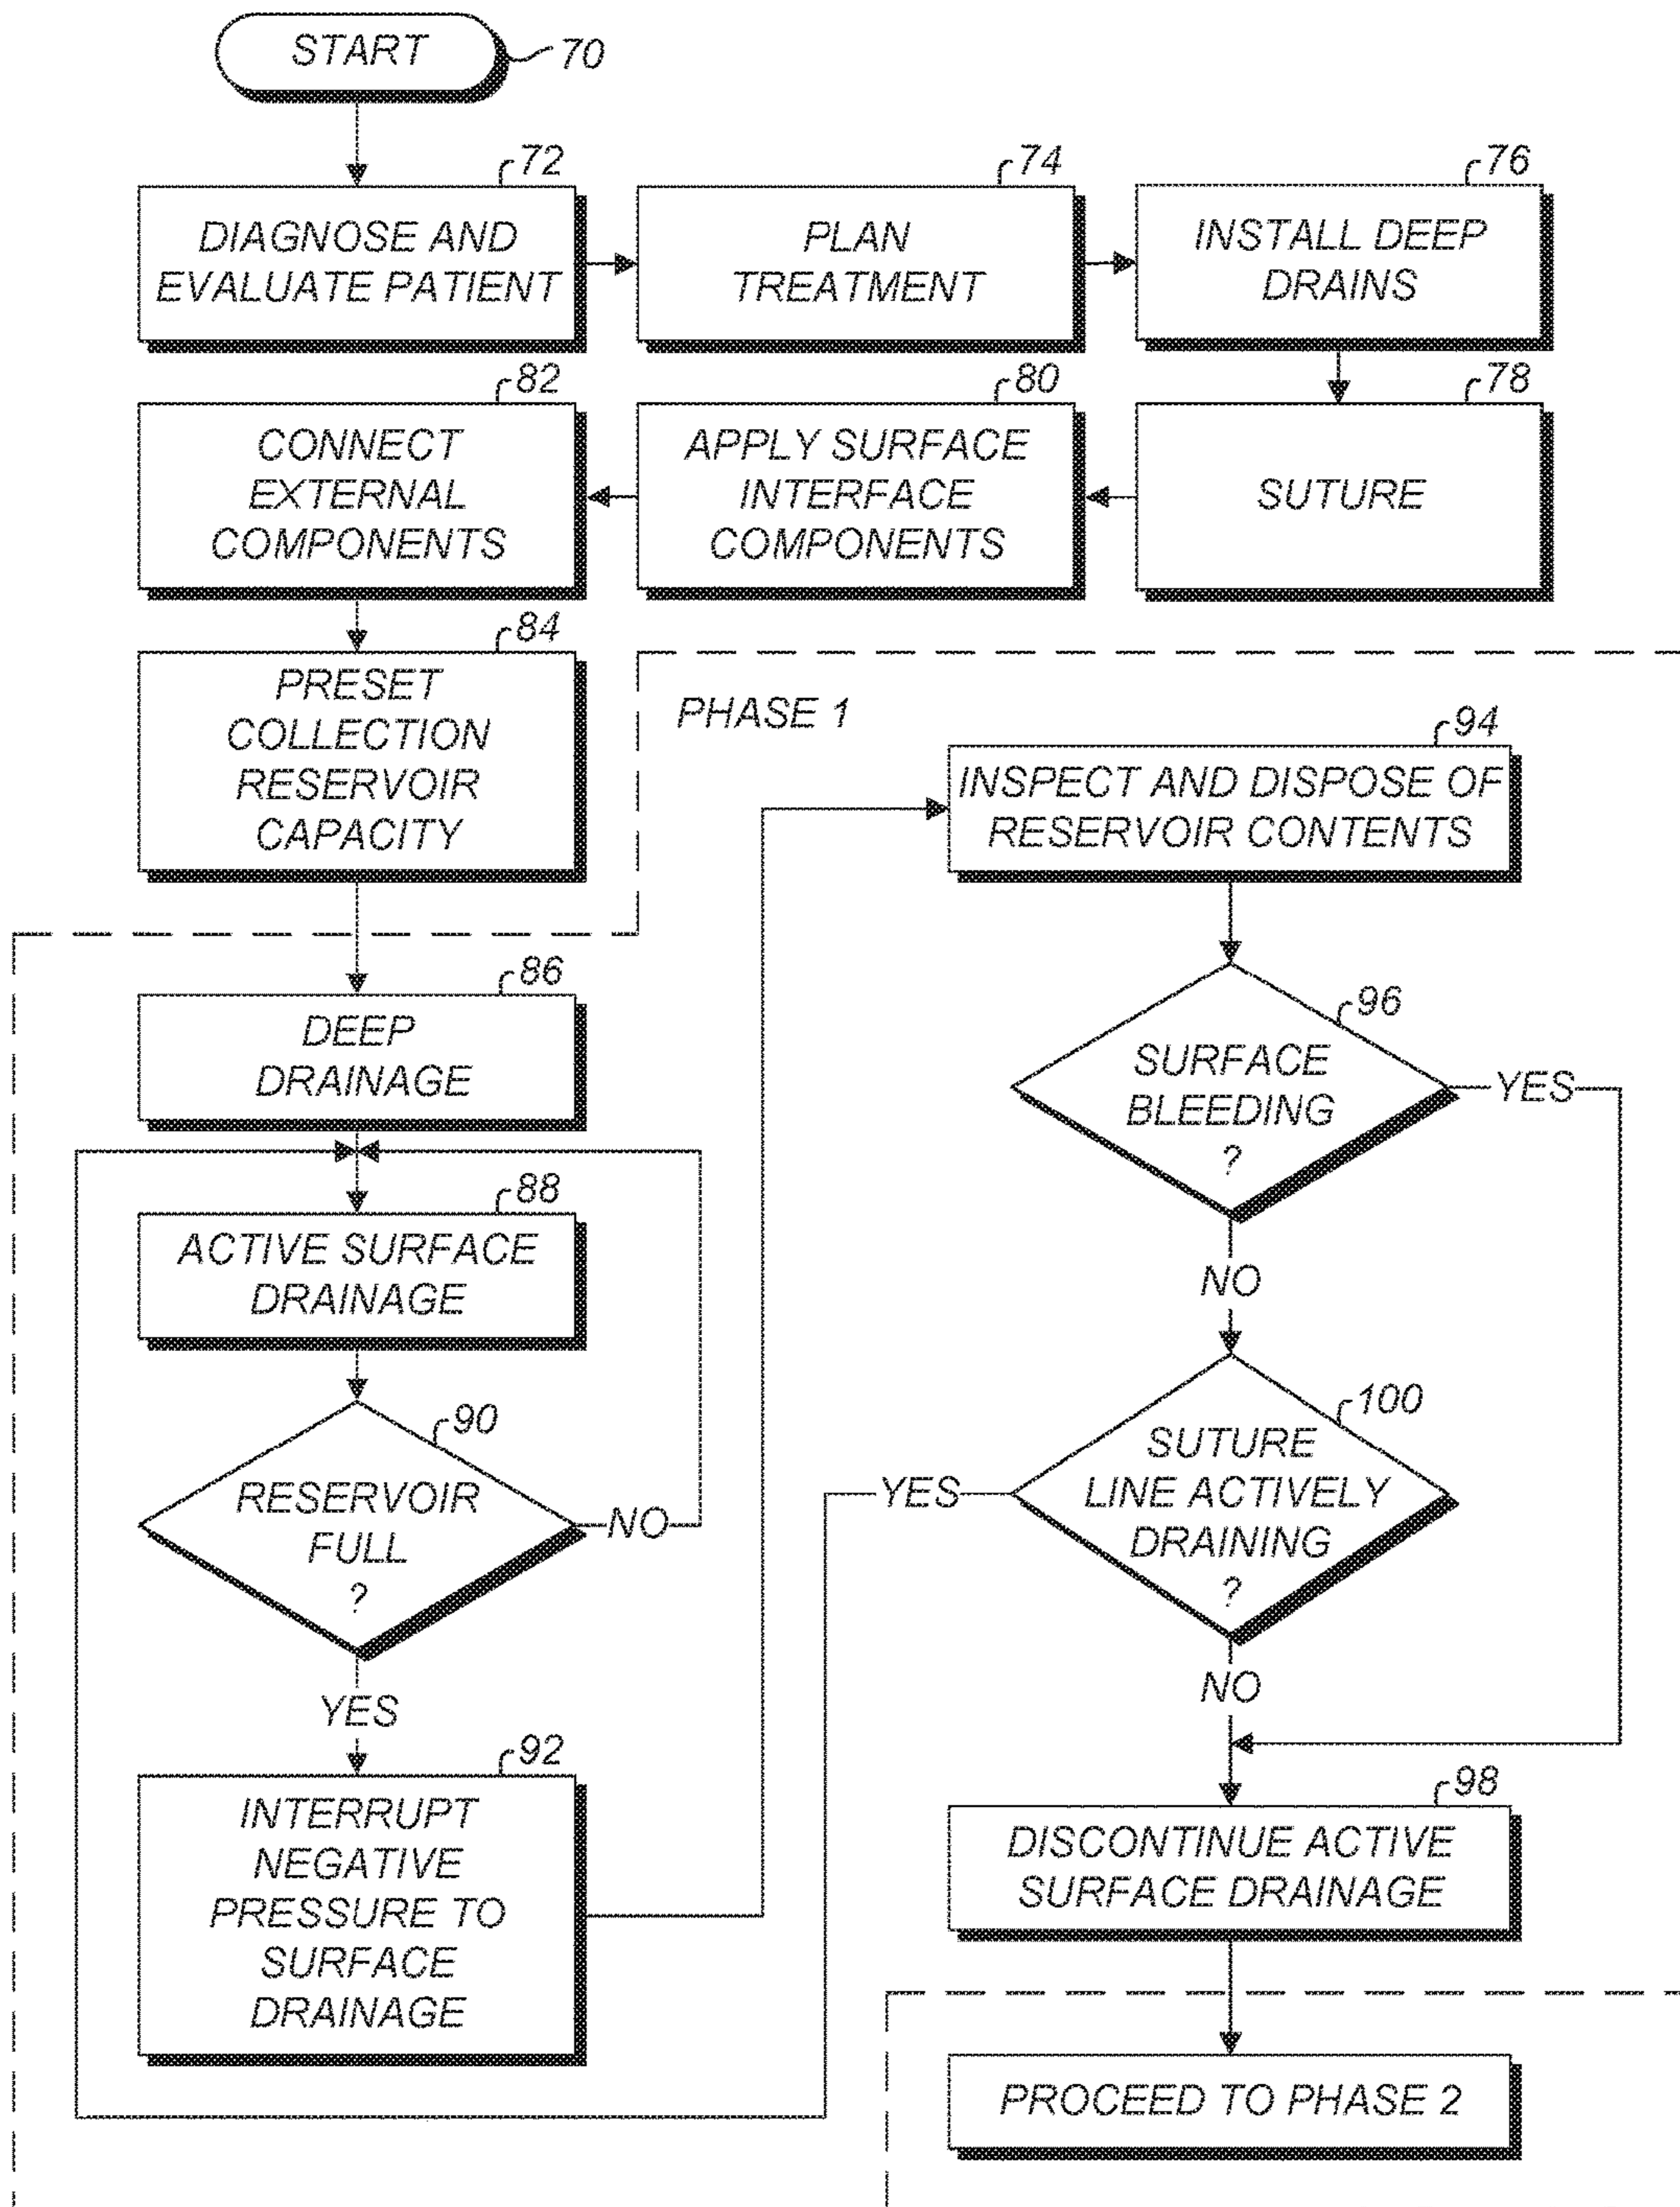 START
70
72
DIAGNOSE AND
EVALUATE PATIENT
74
PLAN
TREATMENT
76
INSTALL DEEP
DRAINS
78
SUTURE
80
APPLY SURFACE
INTERFACE
COMPONENTS
82
CONNECT
EXTERNAL
COMPONENTS
84
PRESET
COLLECTION
RESERVOIR
CAPACITY
PHASE 1
86
DEEP
DRAINAGE
88
ACTIVE SURFACE
DRAINAGE
90
RESERVOIR
FULL
?
NO
YES
92
INTERRUPT
NEGATIVE
PRESSURE TO
SURFACE
DRAINAGE
94
INSPECT AND DISPOSE OF
RESERVOIR CONTENTS
96
SURFACE
BLEEDING
?
YES
NO
100
SUTURE
LINE ACTIVELY
DRAINING
?
YES
NO
98
DISCONTINUE ACTIVE
SURFACE DRAINAGE
PROCEED TO PHASE 2